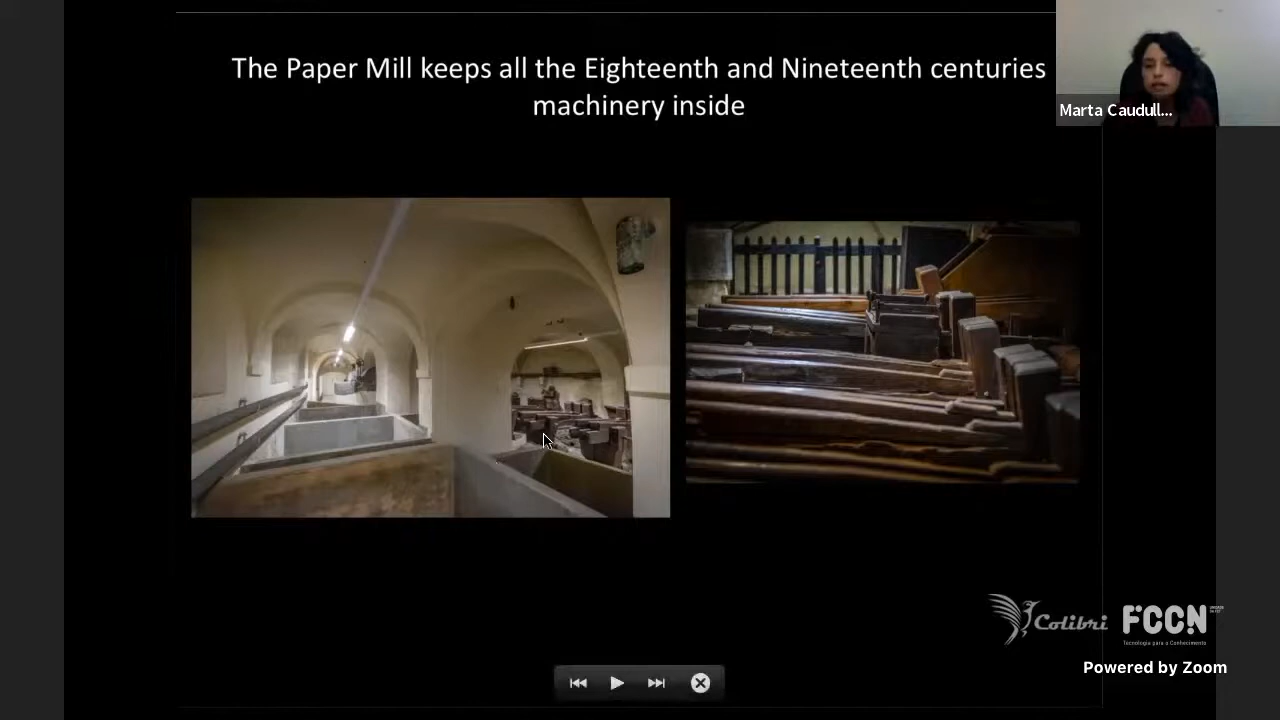 The Paper Mill keeps all the Eighteenth and Nineteenth centuries
machinery inside
Marta Caudull...
Colibri
FCCN
Tecnologia para o Conhecimento
Powered by Zoom